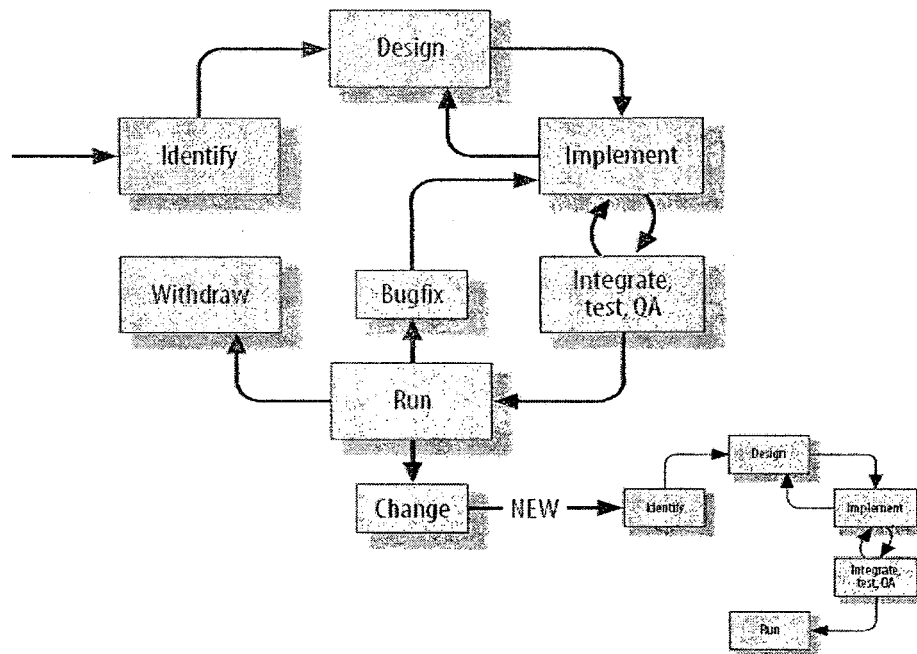 Design
Identify
Implement
Withdraw
Bugfix
Integrate,
test, QA
Run
Change
NEW
Identify
Design
Implement
Integrate,
test, QA
Run